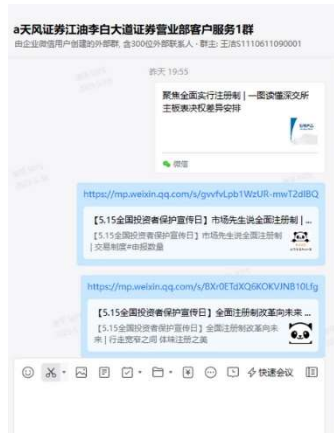 a天风证券江油李白大道证券营业部客户服务1群
由企业微信用户创建的外部群, 含300位外部联系人 · 群主: 王洁S1110611090001
昨天 19:55
聚焦全面实行注册制 | 一图读懂深交所
主板表决权差异安排
微信
https://mp.weixin.qq.com/s/gvvfvLpb1WzUR-mwT2dIBQ
【5.15全国投资者保护宣传日】市场先生说全面注册制 | ...
【5.15全国投资者保护宣传日】市场先生说全面注册制
| 交易制度#申报数量
https://mp.weixin.qq.com/s/8Xr0ETdXQ6KOKVJNB10Lfg
【5.15全国投资者保护宣传日】全面注册制改革向未来 ...
【5.15全国投资者保护宣传日】全面注册制改革向未
来 | 行走宽窄之间 体味注册之美
快速会议